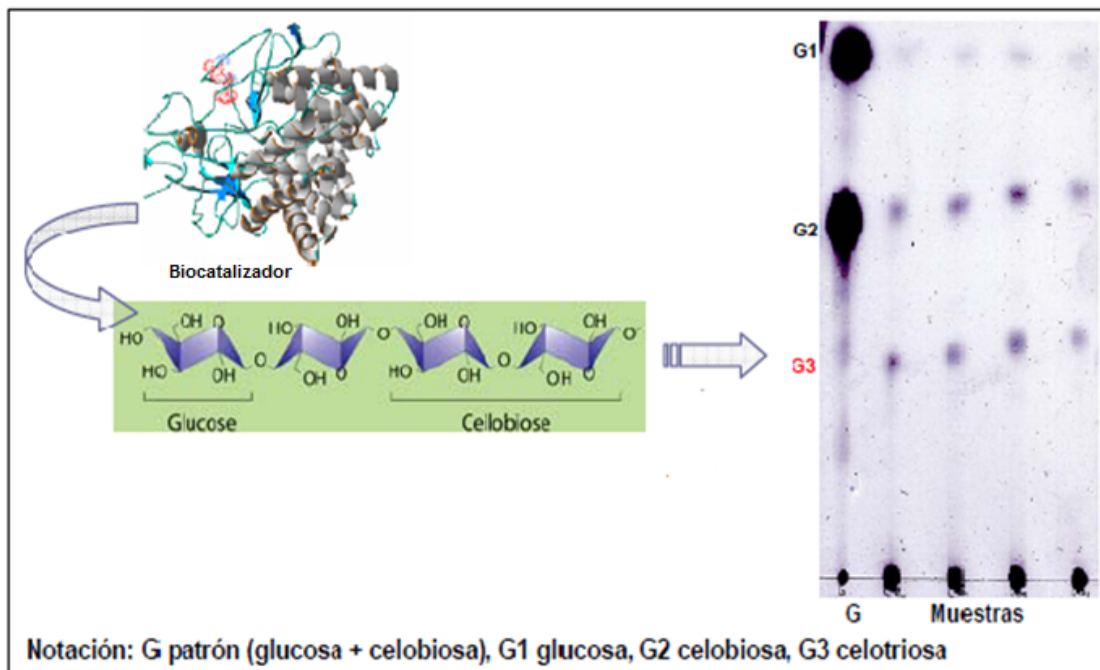 Biocatalizador
OH
O
HO
OH
O
OH
O
HO
OH
O
HO
HO
OH
O
OH
O
HO
OH
O
HO
OH
O
OH
Glucose
Cellobiose
G1
G2
G3
G
Muestras
Notación: G patrón (glucosa + celobiosa), G1 glucosa, G2 celobiosa, G3 celotriosa